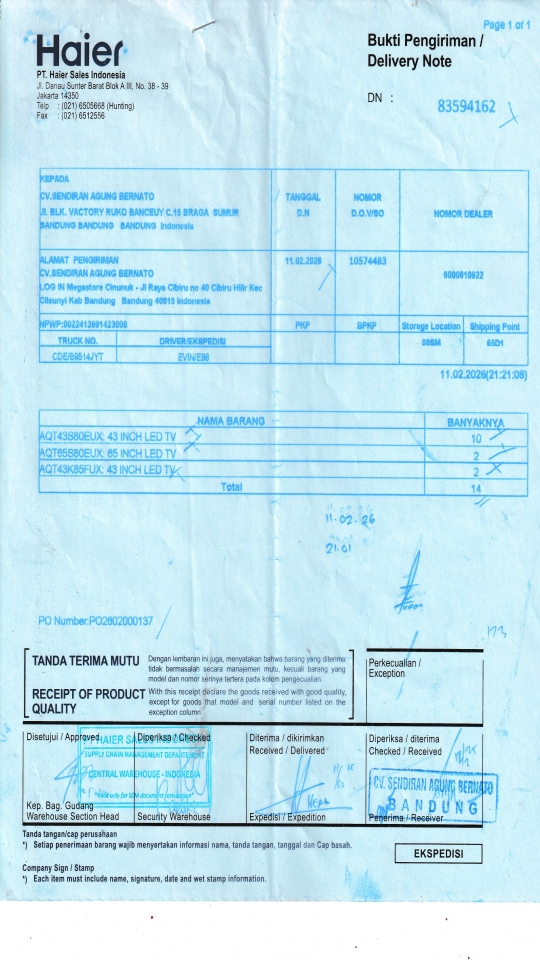 Page 1 of 1
Haier
Bukti Pengiriman /
Delivery Note
PT. Haier Sales Indonesia
Jl. Danau Sunter Barat Blok A III, No. 38 - 39
Jakarta 14350
Telp : (021) 6505668 (Hunting)
Fax : (021) 6512556
DN : 83594162
KEPADA
CV.SENDIRAN AGUNG BERNATO
JL BLK. VACTORY RUKO BANCEUY C.15 BRAGA SUMUR
BANDUNG BANDUNG BANDUNG Indonesia
TANGGAL
D.N
NOMOR
D.O.V/SO
NOMOR DEALER
ALAMAT PENGIRIMAN
CV.SENDIRAN AGUNG BERNATO
LOG IN Megastore Cinunuk - Jl Raya Cibiru no 40 Cibiru Hilir Kec
Cileunyi Kab Bandung Bandung 40615 Indonesia
11.02.2026
10574483
NPWP:0022413891423000
PKP
BPKP
Storege Location
Shipping Point
TRUCK NO.
DRIVER/EKSPEDISI
CDE/B9514JYT
11.02.2026(21:21:08)
NAMA BARANG
BANYAKNYA
AQT43S80EUX: 43 INCH LED TV
10
AQT65S80EUX: 65 INCH LED TV
2
AQT43K85FUX: 43 INCH LED TV
2
Total
14
11-02-26
21.01
PO Number:PO2602000137
TANDA TERIMA MUTU
Dengan lembaran ini juga, menyatakan bahwa barang yang diterima
tidak bermasalah secara manajemen mutu, kecuali barang yang
model dan nomor serinya tertera pada kolom pengecualian
RECEIPT OF PRODUCT
QUALITY
With this receipt declare the goods received with good quality,
except for goods that model and serial number listed on the
exception column
Perkecualian /
Exception
Disetujui / Approved
Diperiksa / Checked
Diterima / dikirimkan
Received / Delivered
Diperiksa / diterima
Checked / Received
SUPPLY CHAIN MANAGEMENT DEPARTEMENT
CENTRAL WAREHOUSE - INDONESIA
CV. SENDIRAN AGUNG BERNATO
BANDUNG
Kep. Bag. Gudang
Warehouse Section Head
Security Warehouse
Expedisi / Expedition
Penerima / Receiver
Tanda tangan/cap perusahaan
*) Setiap penerimaan barang wajib menyertakan informasi nama, tanda tangan, tanggal dan Cap basah.
EKSPEDISI
Company Sign / Stamp
*) Each item must include name, signature, date and wet stamp information.